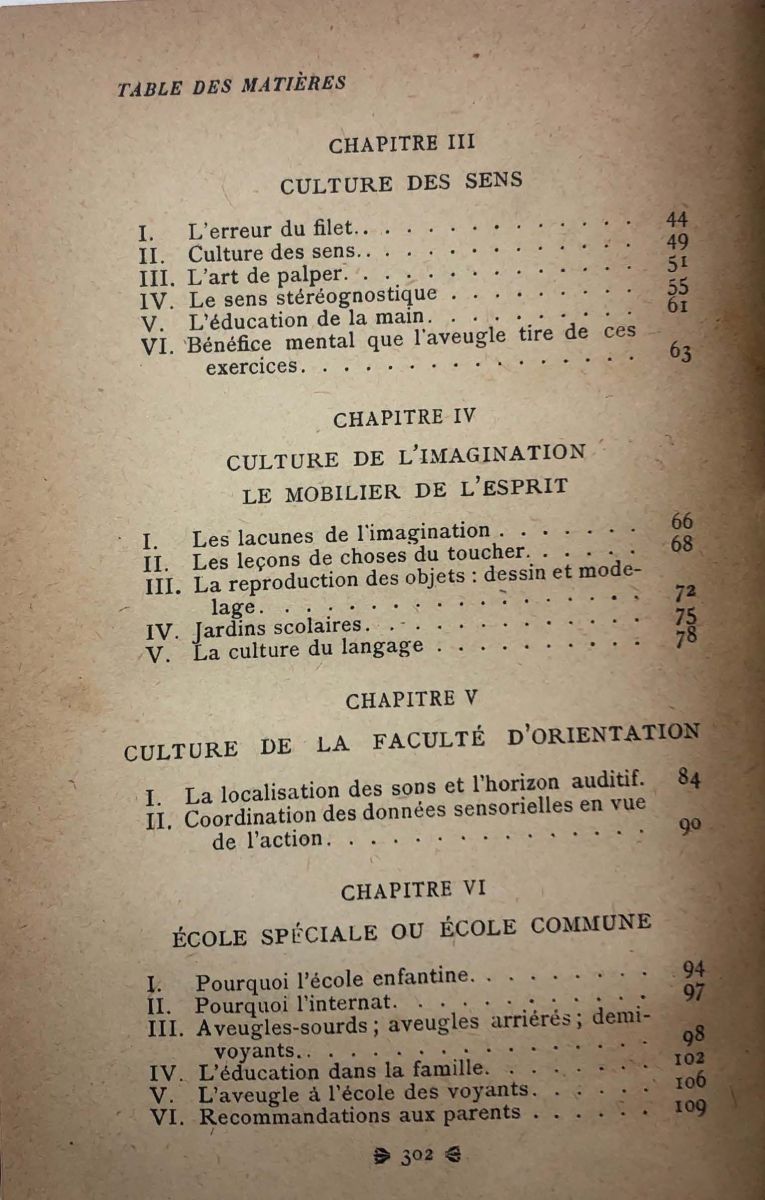 TABLE DES MATIÈRES
CHAPITRE III
CULTURE DES SENS
I. L'erreur du filet. . . . . . . . . . . . . . 44
II. Culture des sens. . . . . . . . . . . . . . 49
III. L'art de palper. . . . . . . . . . . . . . 51
IV. Le sens stéréognostique . . . . . . . . . 55
V. L'éducation de la main. . . . . . . . . . 61
VI. Bénéfice mental que l'aveugle tire de ces
exercices. . . . . . . . . . . . . . . . 63
CHAPITRE IV
CULTURE DE L'IMAGINATION
LE MOBILIER DE L'ESPRIT
I. Les lacunes de l'imagination . . . . . . . 66
II. Les leçons de choses du toucher. . . . . . 68
III. La reproduction des objets : dessin et mode-
lage. . . . . . . . . . . . . . . . . . 72
IV. Jardins scolaires. . . . . . . . . . . . . 75
V. La culture du langage . . . . . . . . . . 78
CHAPITRE V
CULTURE DE LA FACULTÉ D'ORIENTATION
I. La localisation des sons et l'horizon auditif. 84
II. Coordination des données sensorielles en vue
de l'action. . . . . . . . . . . . . . . 90
CHAPITRE VI
ÉCOLE SPÉCIALE OU ÉCOLE COMMUNE
I. Pourquoi l'école enfantine. . . . . . . . . 94
II. Pourquoi l'internat. . . . . . . . . . . . 97
III. Aveugles-sourds ; aveugles arriérés ; demi-
voyants. . . . . . . . . . . . . . . . . 98
IV. L'éducation dans la famille. . . . . . . . 102
V. L'aveugle à l'école des voyants. . . . . . 106
VI. Recommandations aux parents . . . . . . 109
302